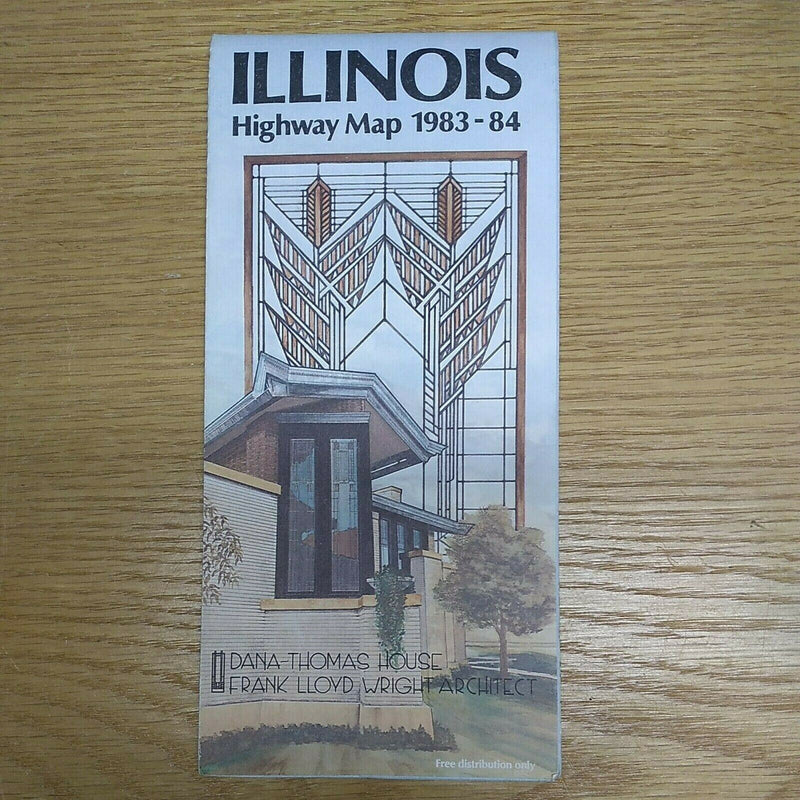 ILLINOIS
Highway Map 1983-84
DANA-THOMAS HOUSE
FRANK LLOYD WRIGHT ARCHITECT
Free distribution only